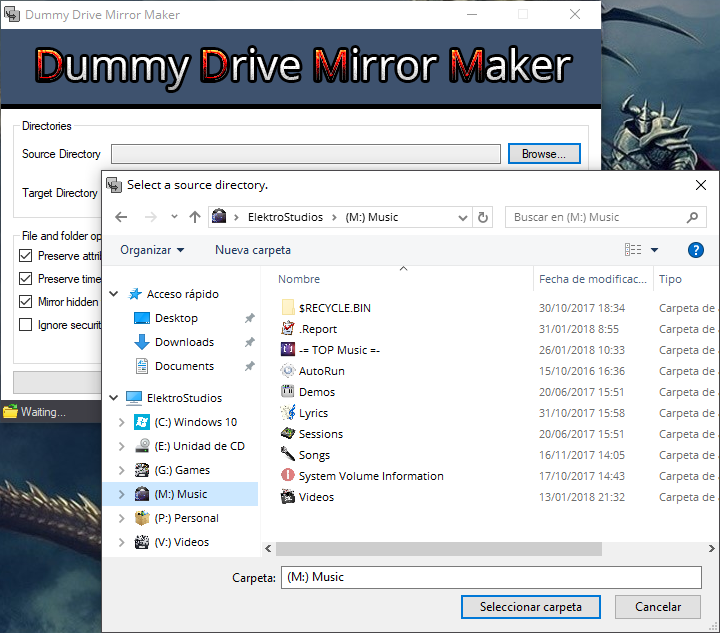 Dummy Drive Mirror Maker
Dummy Drive Mirror Maker
Directories
Source Directory
Browse...
Target Directory
File and folder op
Preserve attri
Preserve time
Mirror hidden
Ignore securit
Waiting...
Select a source directory.
ElektroStudios > (M:) Music
Buscar en (M:) Music
Organizar
Nueva carpeta
Acceso rápido
Desktop
Downloads
Documents
ElektroStudios
(C:) Windows 10
(E:) Unidad de CD
(G:) Games
(M:) Music
(P:) Personal
(V:) Videos
Nombre Fecha de modificac... Tipo
$RECYCLE.BIN 30/10/2017 18:34 Carpeta de
.Report 31/01/2018 8:55 Carpeta de
-= TOP Music =- 26/01/2018 10:33 Carpeta de
AutoRun 15/10/2016 16:36 Carpeta de
Demos 20/06/2017 15:51 Carpeta de
Lyrics 31/10/2017 15:58 Carpeta de
Sessions 20/06/2017 15:51 Carpeta de
Songs 16/11/2017 14:05 Carpeta de
System Volume Information 17/10/2017 14:43 Carpeta de
Videos 13/01/2018 21:32 Carpeta de
Carpeta: (M:) Music
Seleccionar carpeta
Cancelar